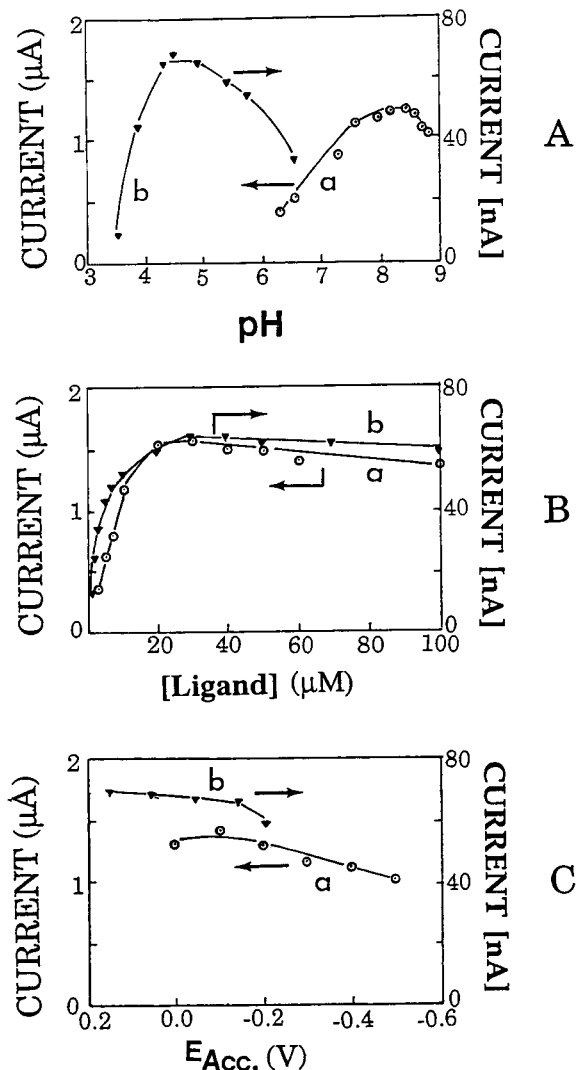 CURRENT (μA)
2
1
0
b
a
80
40
0
CURRENT [nA]
A
3 4 5 6 7 8 9
pH
CURRENT (μA)
2
1
0
b
a
80
40
0
CURRENT [nA]
B
20 40 60 80 100
[Ligand] (μM)
CURRENT (μA)
2
1
0
b
a
80
40
0
CURRENT [nA]
C
0.2 0.0 -0.2 -0.4 -0.6
EAcc. (V)